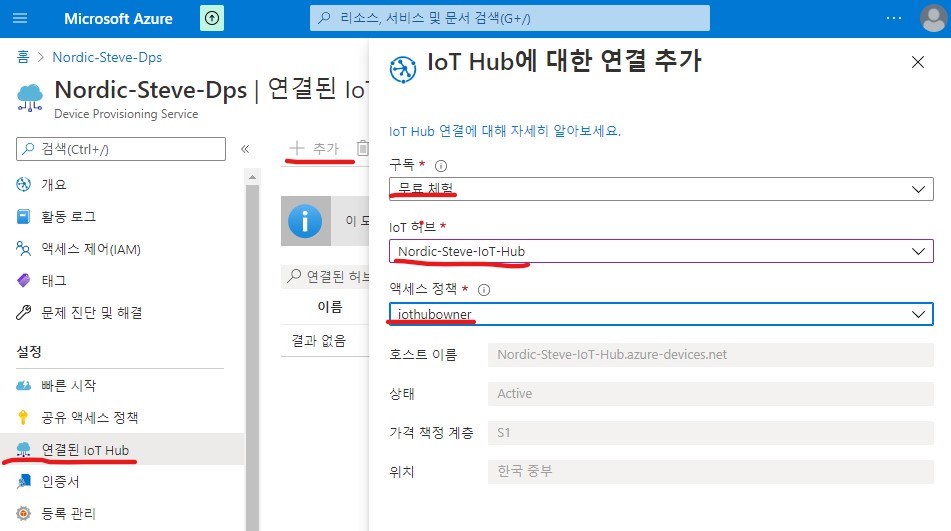 Microsoft Azure
리소스, 서비스 및 문서 검색(G+/)
홈 > Nordic-Steve-Dps
Nordic-Steve-Dps | 연결된 IoT
Device Provisioning Service
검색(Ctrl+/)
개요
활동 로그
액세스 제어(IAM)
태그
문제 진단 및 해결
설정
빠른 시작
공유 액세스 정책
연결된 IoT Hub
인증서
등록 관리
추가
이 모
연결된 허브
이름
결과 없음
IoT Hub에 대한 연결 추가
IoT Hub 연결에 대해 자세히 알아보세요.
구독 *
무료 체험
IoT 허브 *
Nordic-Steve-IoT-Hub
액세스 정책 *
iothubowner
호스트 이름
Nordic-Steve-IoT-Hub.azure-devices.net
상태
Active
가격 책정 계층
S1
위치
한국 중부